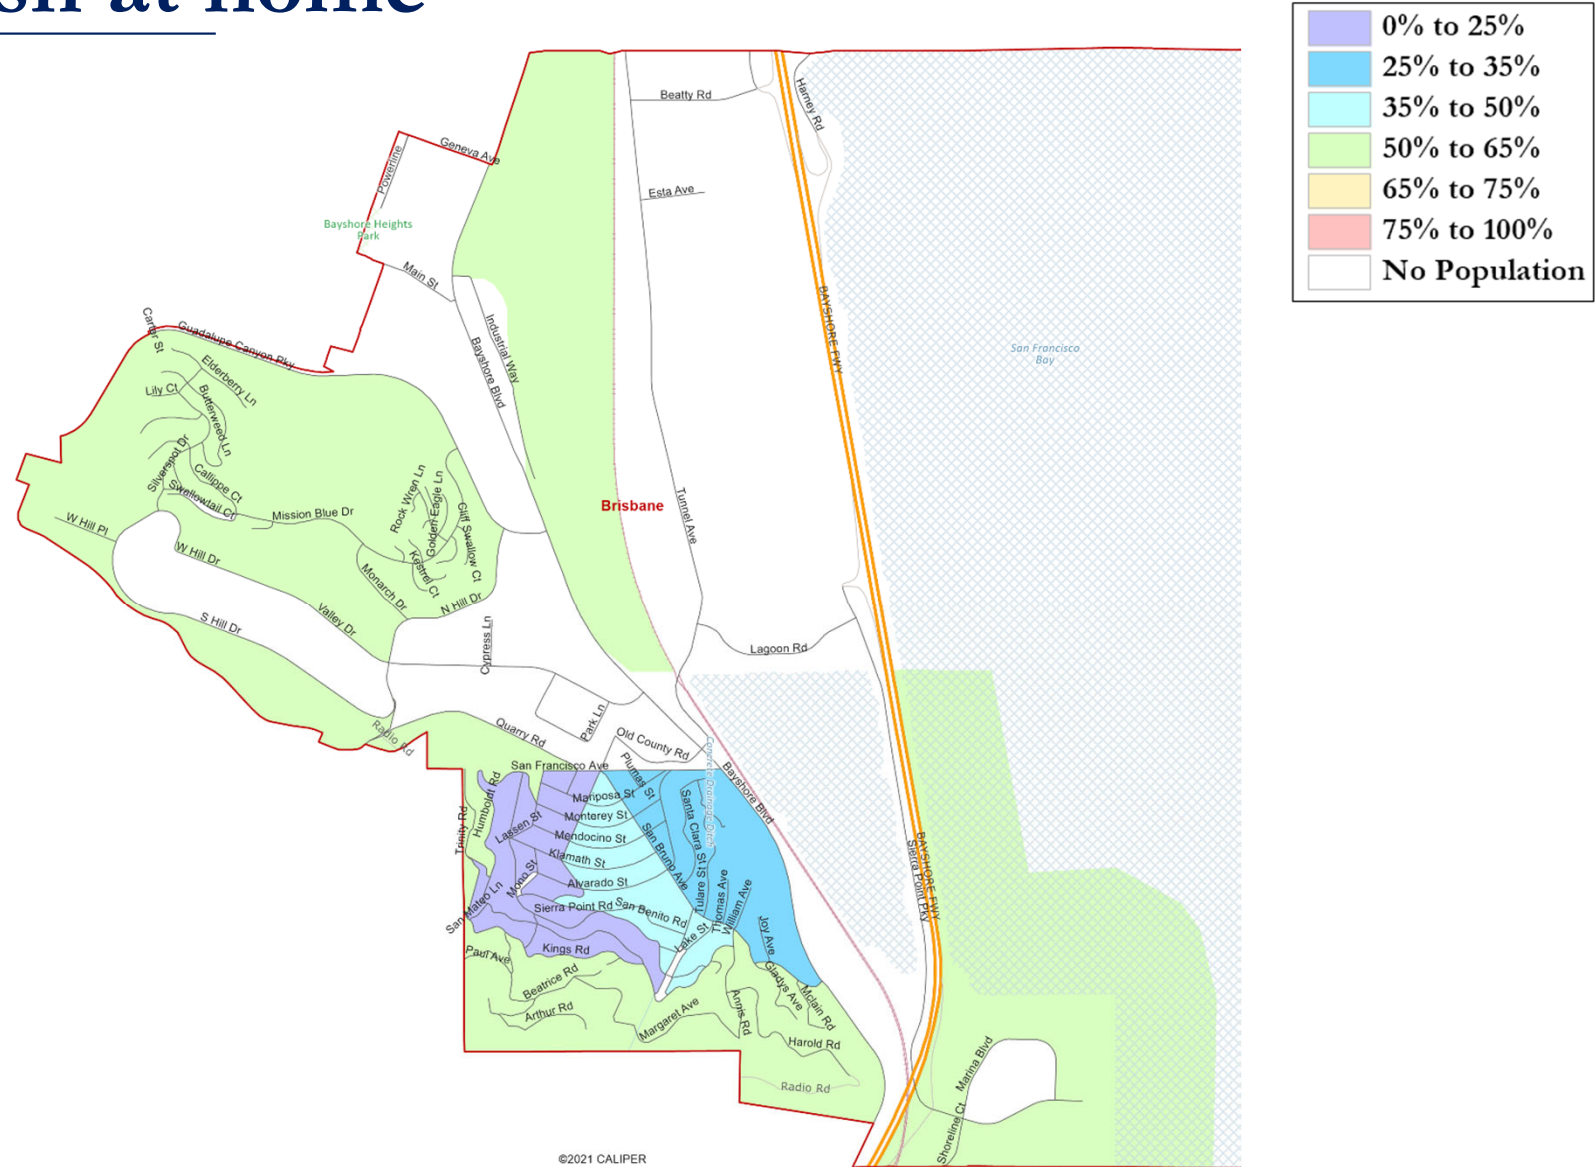 at home
0% to 25%
25% to 35%
35% to 50%
50% to 65%
65% to 75%
75% to 100%
No Population
Beatty Rd
Harney Rd
Geneva Ave
Powerline
Esta Ave
Bayshore Heights
Park
Main St
Industrial Way
Bayshore Blvd
BAYSHORE FWY
San Francisco
Bay
Carter St
Guadalupe Canyon Pky
Elderberry Ln
Lily Ct
Butterweed Ln
Silverspot Dr
Callippe Ct
Swallowtail Ct
Mission Blue Dr
Rock Wren Ln
Golden Eagle Ln
Cliff Swallow Ct
Kestrel Ct
Brisbane
Tunnel Ave
W Hill Pl
W Hill Dr
Monarch Dr
N Hill Dr
S Hill Dr
Valley Dr
Cypress Ln
Lagoon Rd
Radio Rd
Quarry Rd
Park Ln
Old County Rd
San Francisco Ave
Plumas St
Concrete Drainage Ditch
Bayshore Blvd
Humboldt Rd
Trinity Rd
Mariposa St
Monterey St
Lassen St
Mendocino St
Klamath St
Santa Clara St
San Bruno Ave
Mono St
Alvarado St
Tulare St
Thomas Ave
William Ave
San Mateo Ln
Sierra Point Rd
San Benito Rd
Lake St
Joy Ave
BAYSHORE FWY
Sierra Point Pky
Paul Ave
Kings Rd
Beatrice Rd
Gladys Ave
Mclain Rd
Arthur Rd
Margaret Ave
Annis Rd
Harold Rd
Radio Rd
Marina Blvd
Shoreline Ct
©2021 CALIPER